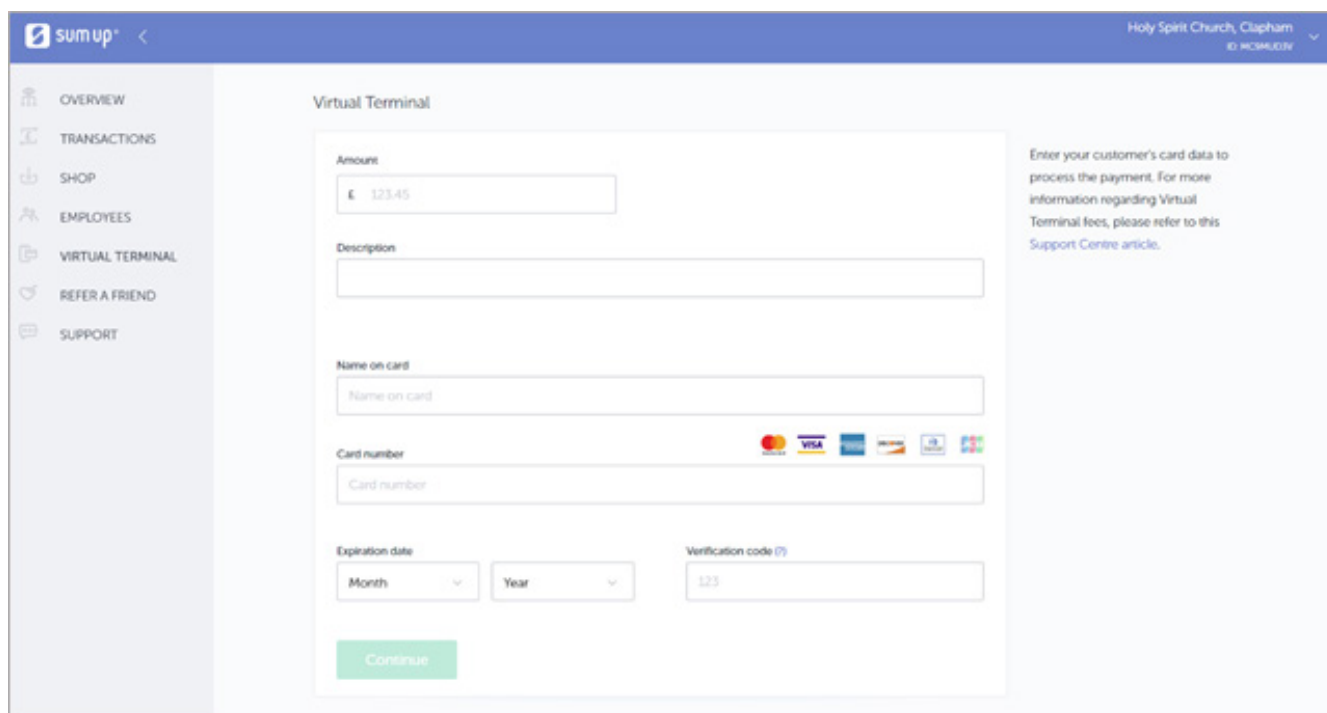 sumup
Holy Spirit Church, Clapham
OVERVIEW
TRANSACTIONS
SHOP
EMPLOYEES
VIRTUAL TERMINAL
REFER A FRIEND
SUPPORT
Virtual Terminal
Amount
£ 123.45
Description
Name on card
Name on card
VISA
Card number
Card number
Expiration date
Month
Year
Verification code (?)
123
Continue
Enter your customer's card data to
process the payment. For more
information regarding Virtual
Terminal fees, please refer to this
Support Centre article.